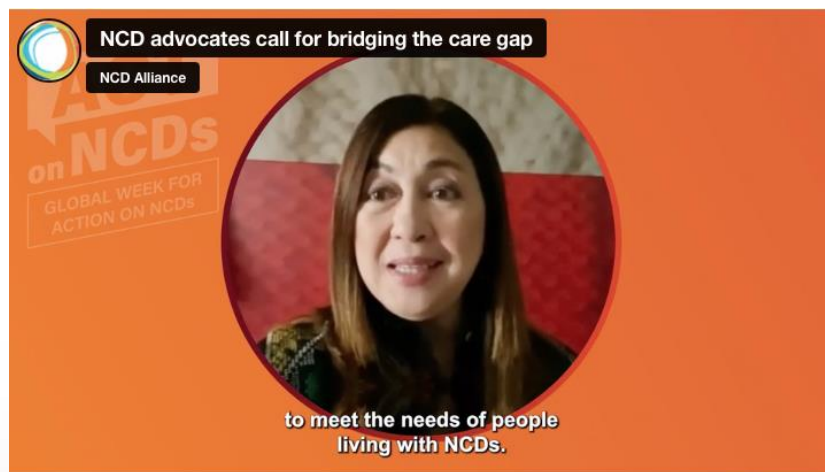 NCD advocates call for bridging the care gap
NCD Alliance
ACT
on NCDs
GLOBAL WEEK FOR
ACTION ON NCDs
to meet the needs of people
living with NCDs.